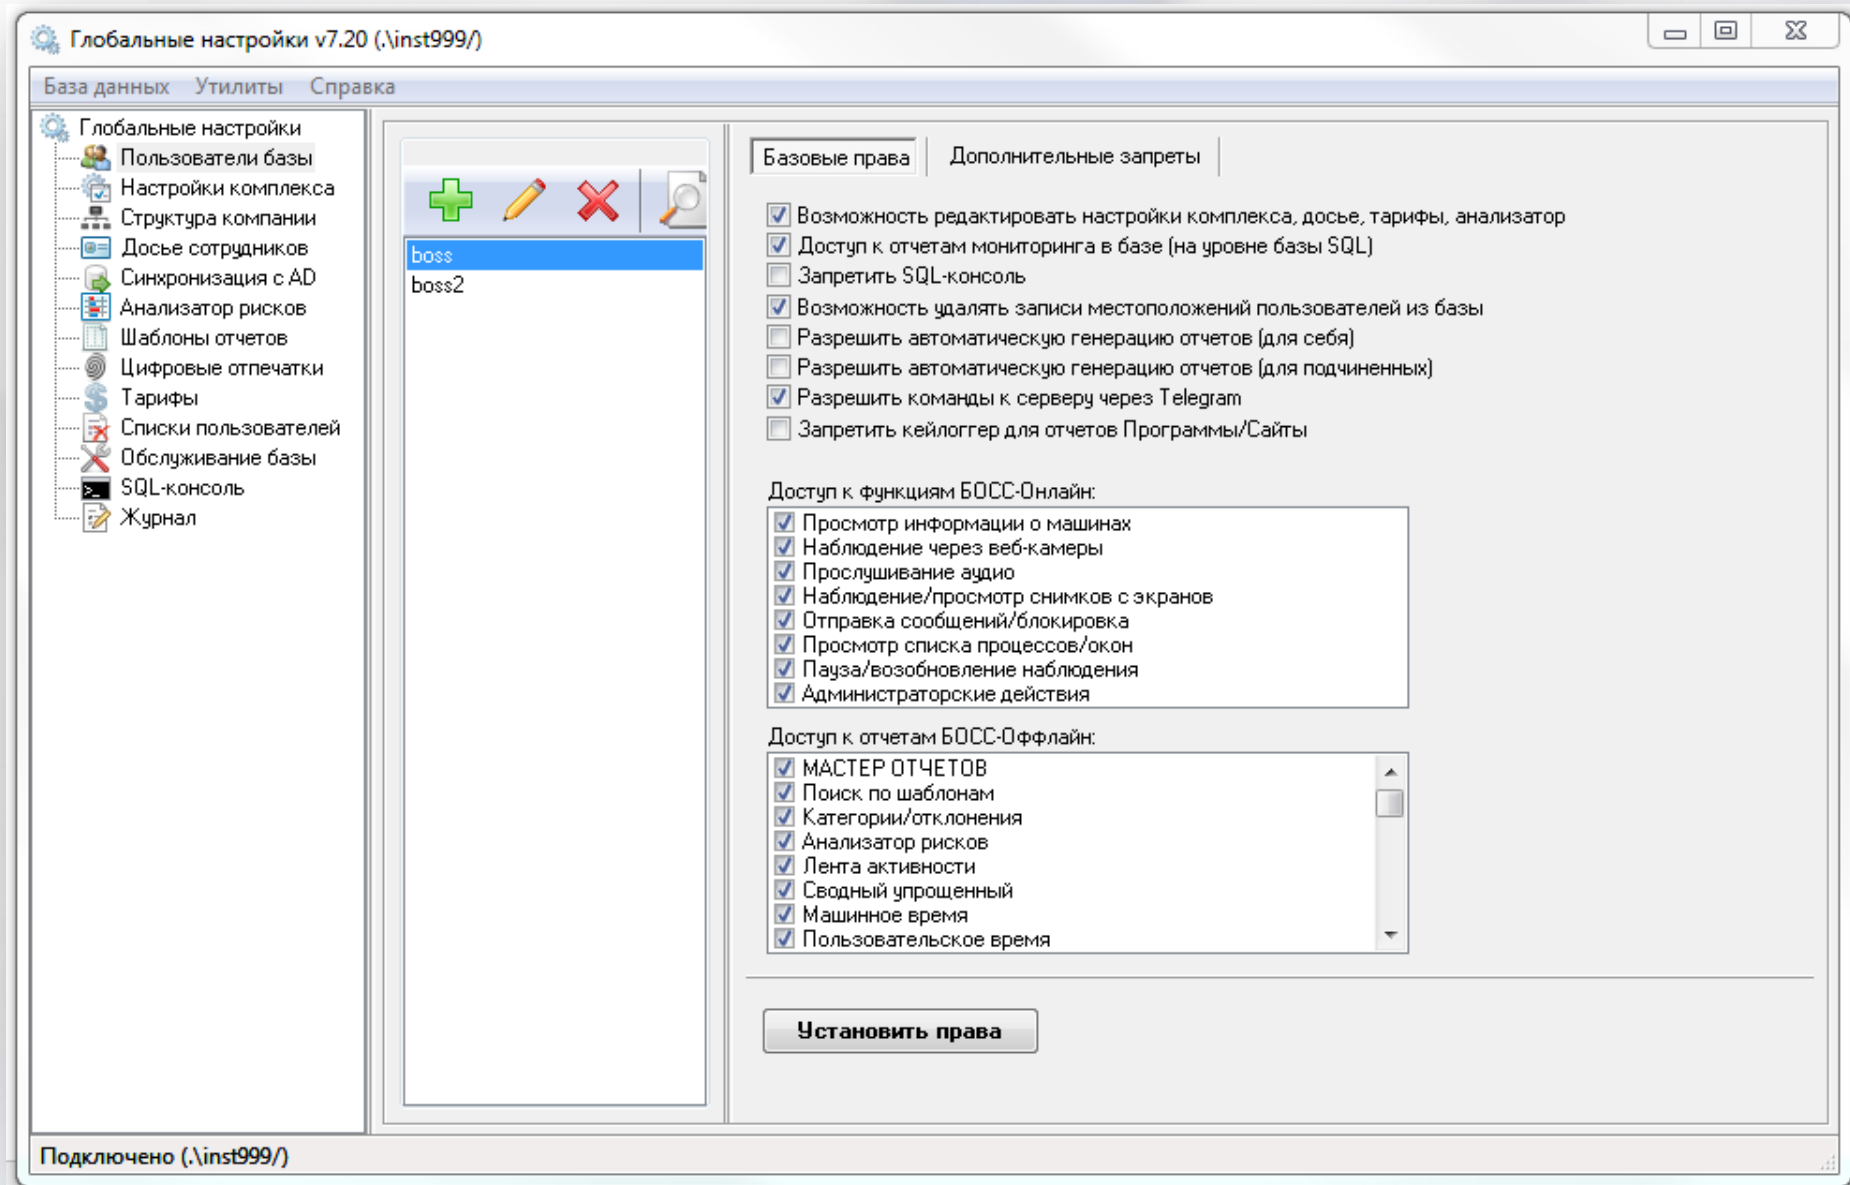 Глобальные настройки v7.20 (.\inst999/)
База данных Утилиты Справка
Глобальные настройки
Пользователи базы
Настройки комплекса
Структура компании
Досье сотрудников
Синхронизация с AD
Анализатор рисков
Шаблоны отчетов
Цифровые отпечатки
Тарифы
Списки пользователей
Обслуживание базы
SQL-консоль
Журнал
boss
boss2
Базовые права Дополнительные запреты
Возможность редактировать настройки комплекса, досье, тарифы, анализатор
Доступ к отчетам мониторинга в базе (на уровне базы SQL)
Запретить SQL-консоль
Возможность удалять записи местоположений пользователей из базы
Разрешить автоматическую генерацию отчетов (для себя)
Разрешить автоматическую генерацию отчетов (для подчиненных)
Разрешить команды к серверу через Telegram
Запретить кейлоггер для отчетов Программы/Сайты
Доступ к функциям БОСС-Онлайн:
Просмотр информации о машинах
Наблюдение через веб-камеры
Прослушивание аудио
Наблюдение/просмотр снимков с экранов
Отправка сообщений/блокировка
Просмотр списка процессов/окон
Пауза/возобновление наблюдения
Администраторские действия
Доступ к отчетам БОСС-Оффлайн:
МАСТЕР ОТЧЕТОВ
Поиск по шаблонам
Категории/отклонения
Анализатор рисков
Лента активности
Сводный упрощенный
Машинное время
Пользовательское время
Установить права
Подключено (.\inst999/)